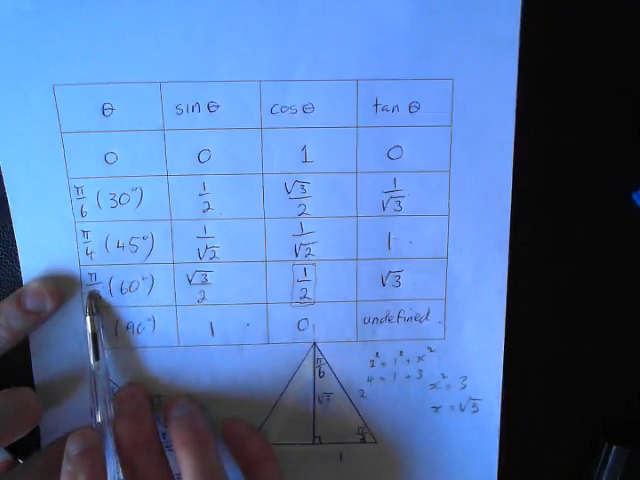 θ sin θ cos θ tan θ
0 0 1 0
π/6 (30°) 1/2 √3/2 1/√3
π/4 (45°) 1/√2 1/√2 1
π (60°) √3/2 1/2 √3
(90°) 1 0 undefined
π/6
√3
2
1
2² = 1² + x²
4 = 1 + 3
x² = 3
x = √3